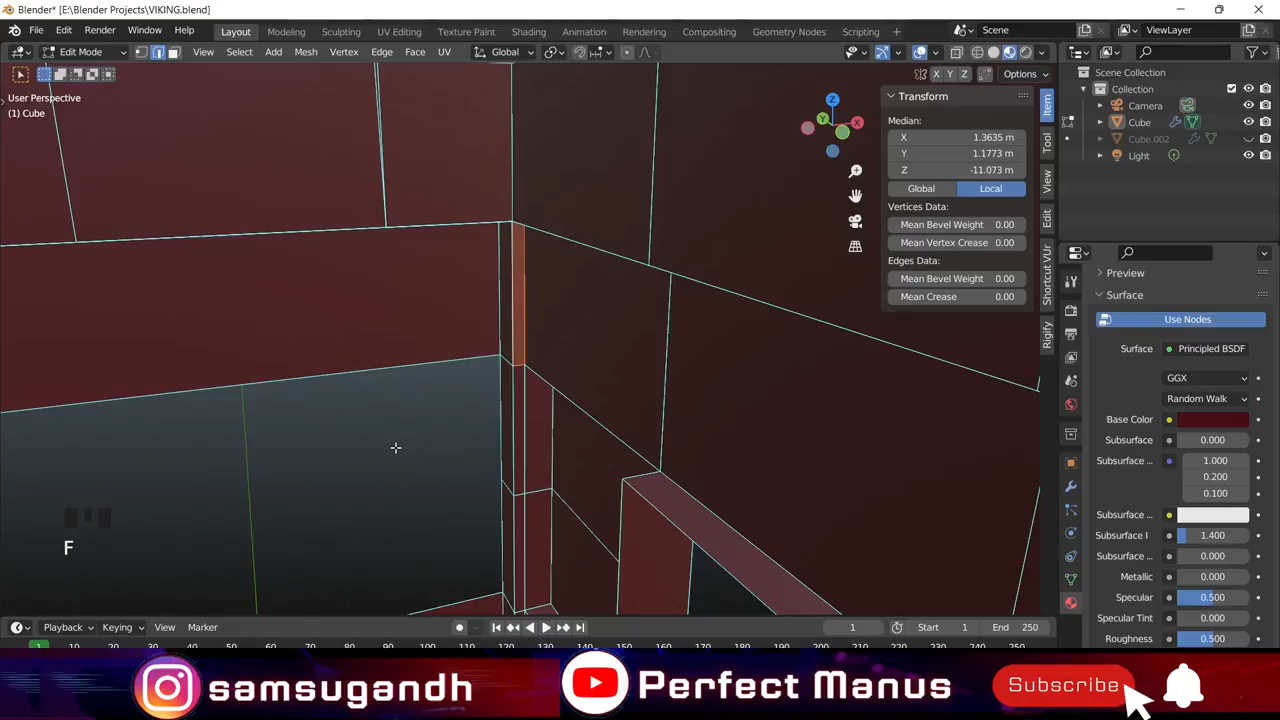 Blender* [E:\Blender Projects\VIKING.blend]
File Edit Render Window Help Layout Modeling Sculpting UV Editing Texture Paint Shading Animation Rendering Compositing Geometry Nodes Scripting + Scene ViewLayer
Edit Mode View Select Add Mesh Vertex Edge Face UV Global
X Y Z Options
User Perspective
(1) Cube
Z
Y
X
Transform
Median:
X 1.3635 m
Y 1.1773 m
Z -11.073 m
Global Local
Vertices Data:
Mean Bevel Weight 0.00
Mean Vertex Crease 0.00
Edges Data:
Mean Bevel Weight 0.00
Mean Crease 0.00
Item
Tool
View
Edit
Shortcut VUr
Rigify
Scene Collection
Collection
Camera
Cube
Cube.002
Light
Preview
Surface
Use Nodes
Surface Principled BSDF
GGX
Random Walk
Base Color
Subsurface 0.000
Subsurface ... 1.000
0.200
0.100
Subsurface ...
Subsurface I 1.400
Subsurface ... 0.000
Metallic 0.000
Specular 0.500
Specular Tint 0.000
Roughness 0.500
F
Playback Keying View Marker 1 Start 1 End 250
1 10 20 30 40 50 60 70 80 90 100 110 120 130 140 150 160 170 180 190 200 210 220 230 240 250
samsugandh Perfect Manus Subscribe